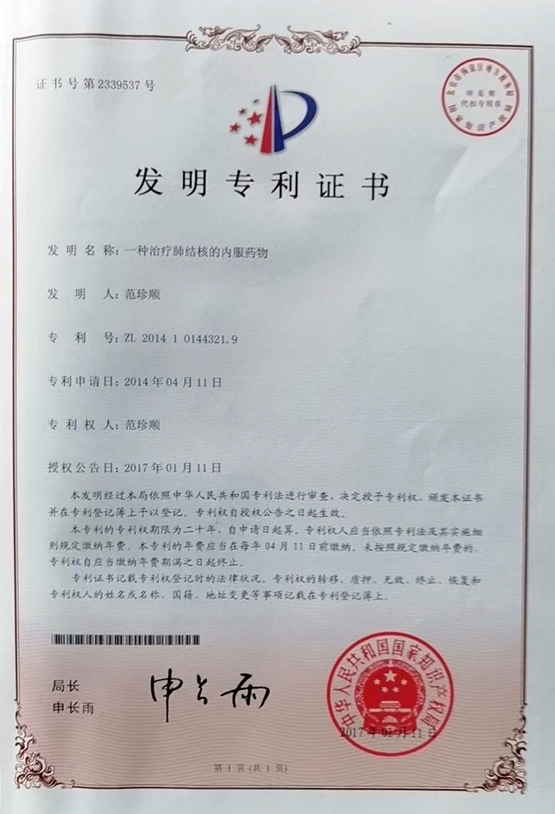 证书号第2339537号
发明专利证书
发明名称：一种治疗肺结核的内服药物
发明人：范珍顺
专利号：ZL 2014 1 0144321.9
专利申请日：2014年04月11日
专利权人：范珍顺
授权公告日：2017年01月11日
本发明经过本局依照中华人民共和国专利法进行审查，决定授予专利权，颁发本证书
并在专利登记簿上予以登记。专利权自授权公告之日起生效。
本专利的专利权期限为二十年，自申请日起算。专利权人应当依照专利法及其实施细
则规定缴纳年费。本专利的年费应当在每年04月11日前缴纳。未按照规定缴纳年费的，
专利权自应当缴纳年费期满之日起终止。
专利证书记载专利权登记时的法律状况。专利权的转移、质押、无效、终止、恢复和
专利权人的姓名或名称、国籍、地址变更等事项记载在专利登记簿上。
局长
申长雨
申长雨
中华人民共和国国家知识产权局
2017年01月11日
第1页(共1页)